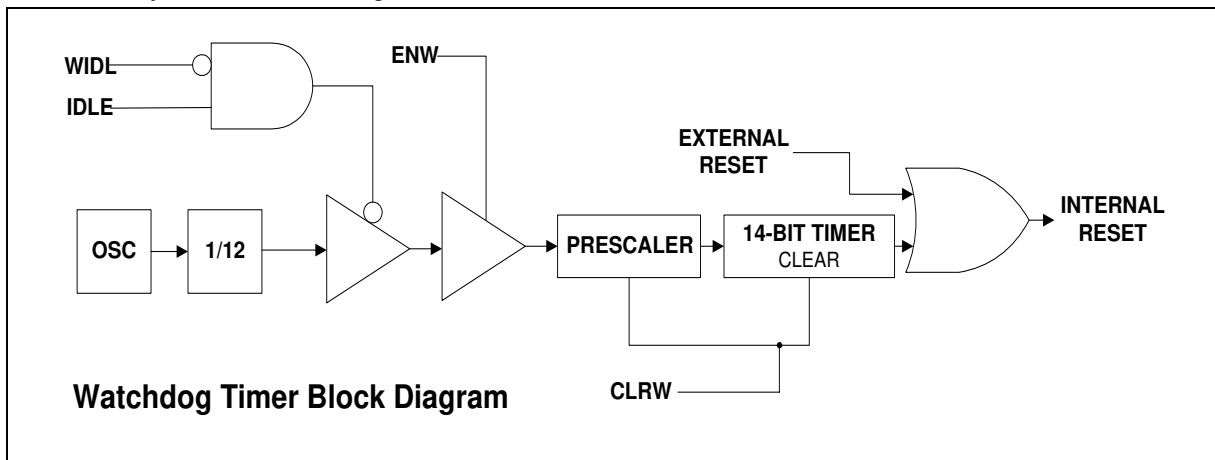 WIDL
IDLE
ENW
EXTERNAL
RESET
OSC
1/12
PRESCALER
14-BIT TIMER
CLEAR
INTERNAL
RESET
CLRW
Watchdog Timer Block Diagram